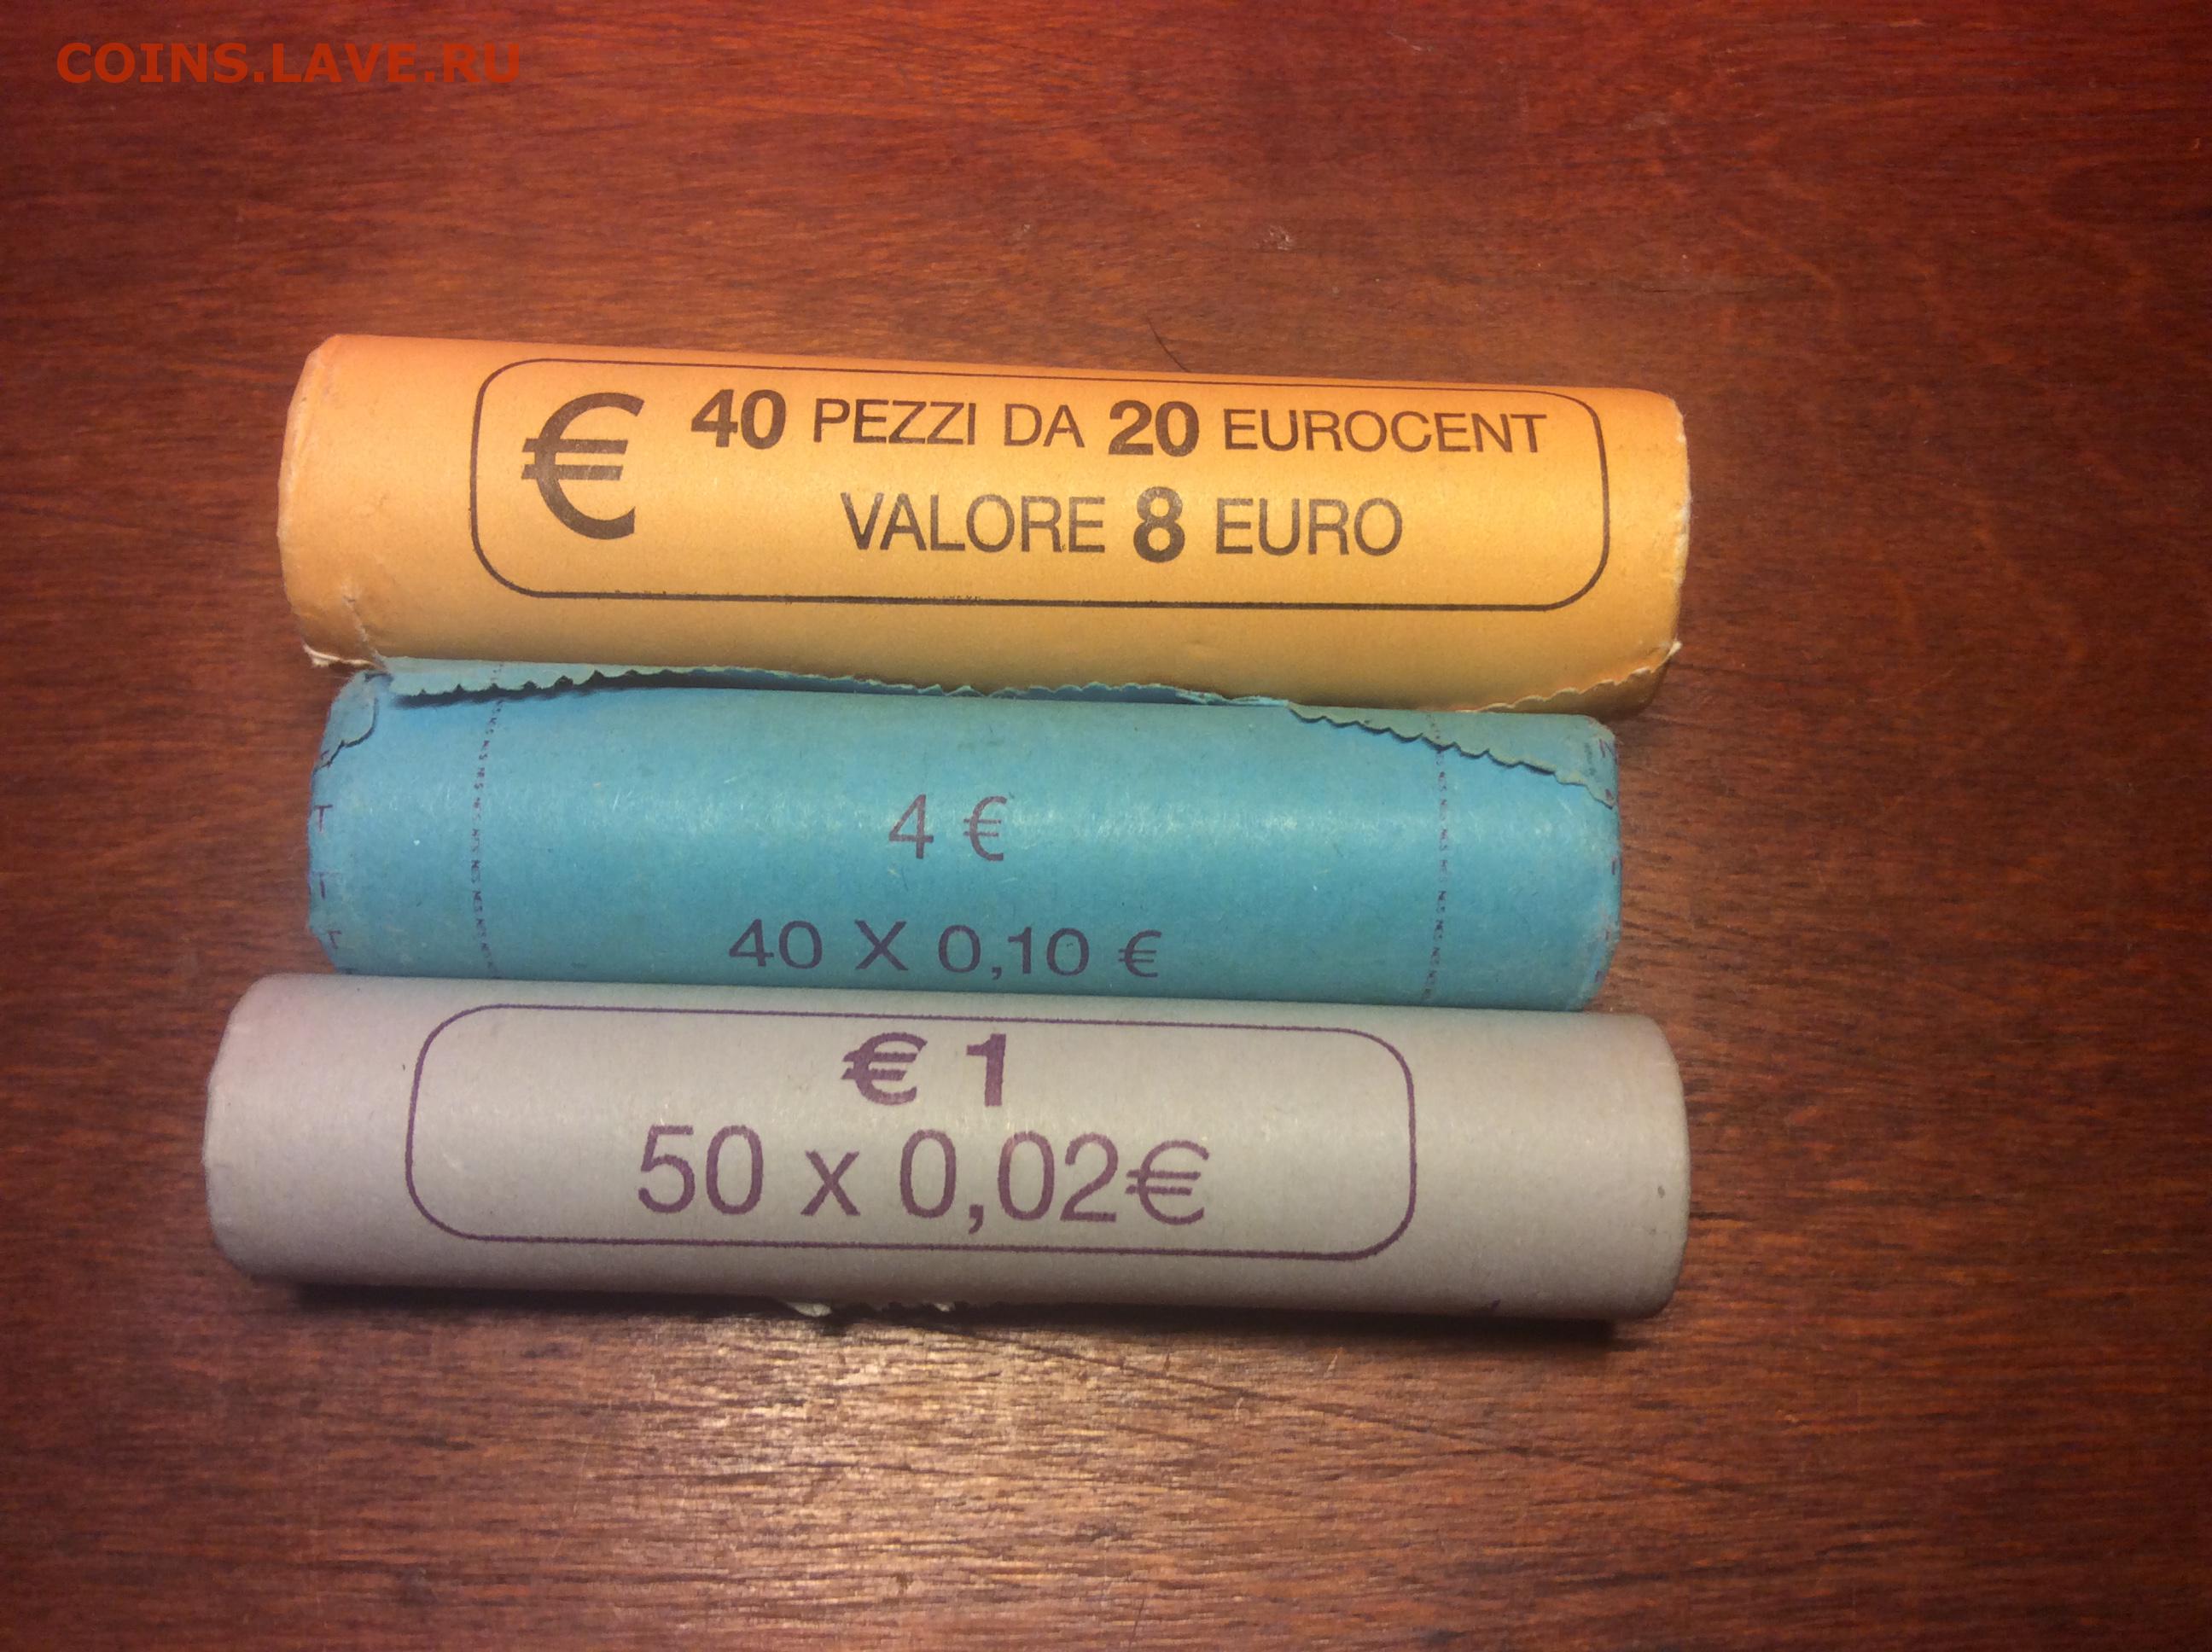 COINS.LAVE.RU
€ 40 PEZZI DA 20 EUROCENT
VALORE 8 EURO
4 €
40 X 0,10 €
€ 1
50 x 0,02€